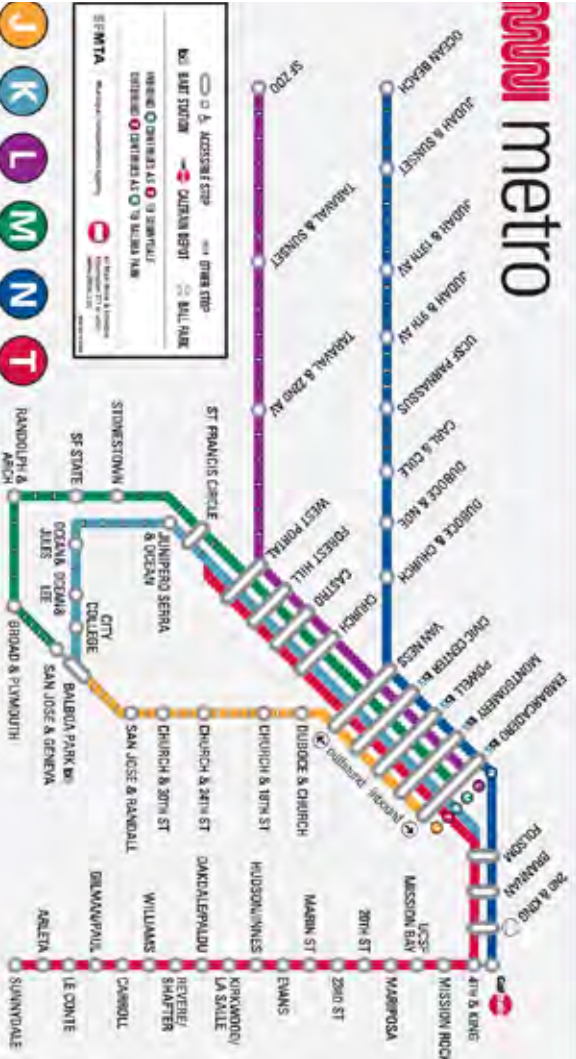 MUNI metro
J K L M N T
SFMTA
ACCESSIBLE STOP
OTHER STOP
BART STATION
CALTRAIN DEPOT
BALL PARK
OCEAN BEACH
JUDAH & SUNSET
JUDAH & 19TH AV
JUDAH & 9TH AV
UCSF PARNASSUS
CARL & COLE
DUBOCE & NOE
DUBOCE & CHURCH
SF ZOO
TARAVAL & SUNSET
TARAVAL & 22ND AV
WEST PORTAL
FOREST HILL
CASTRO
CHURCH
VAN NESS
CIVIC CENTER
POWELL
MONTGOMERY
EMBARCADERO
FOLSOM
BRANNAN
2ND & KING
ST FRANCIS CIRCLE
STONESTOWN
SF STATE
RANDOLPH &
ARCH
BROAD & PLYMOUTH
SAN JOSE & GENEVA
BALBOA PARK
JUNIPERO SERRA
& OCEAN
OCEAN &
JULES
OCEAN &
LEE
CITY
COLLEGE
SAN JOSE & RANDALL
CHURCH & 30TH ST
CHURCH & 24TH ST
CHURCH & 18TH ST
DUBOCE & CHURCH
outbound inbound
4TH & KING
MISSION ROCK
UCSF
MISSION BAY
MARIPOSA
20TH ST
23RD ST
MARIN ST
EVANS
HUDSON/INNES
KIRKWOOD/
LA SALLE
OAKDALE/PALOU
REVERE/
SHAFTER
WILLIAMS
CARROLL
GILMAN/PAUL
LE CONTE
ARLETA
SUNNYDALE